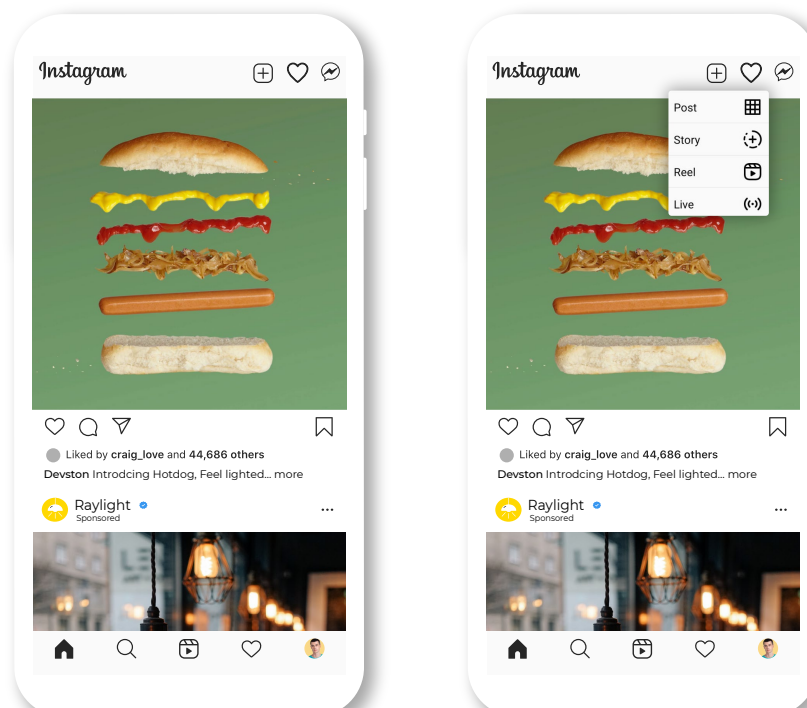 Instagram
Liked by craig_love and 44,686 others
Devston Introdcing Hotdog, Feel lighted... more
Raylight
Sponsored
Instagram
Post
Story
Reel
Live
Liked by craig_love and 44,686 others
Devston Introdcing Hotdog, Feel lighted... more
Raylight
Sponsored